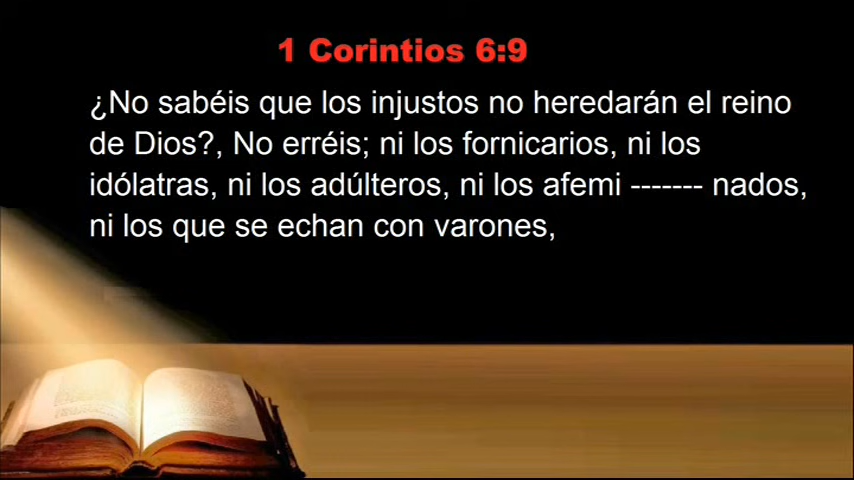 1 Corintios 6:9
¿No sabéis que los injustos no heredarán el reino
de Dios?, No erréis; ni los fornicarios, ni los
idólatras, ni los adúlteros, ni los afemi ------- nados,
ni los que se echan con varones,